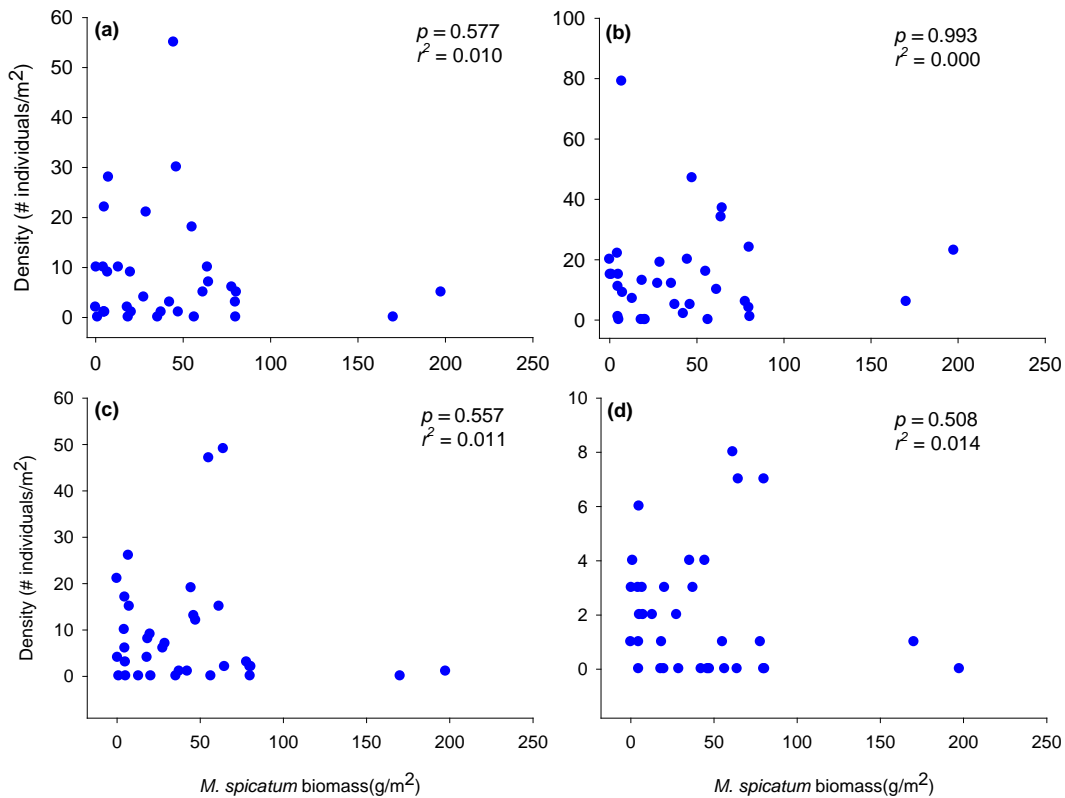 (a)
p = 0.577
r² = 0.010
60
50
40
30
20
10
0
0 50 100 150 200 250
Density (# individuals/m²)
(b)
p = 0.993
r² = 0.000
100
80
60
40
20
0
0 50 100 150 200 250
(c)
p = 0.557
r² = 0.011
60
50
40
30
20
10
0
0 50 100 150 200 250
Density (# individuals/m²)
M. spicatum biomass(g/m²)
(d)
p = 0.508
r² = 0.014
10
8
6
4
2
0
0 50 100 150 200 250
M. spicatum biomass(g/m²)